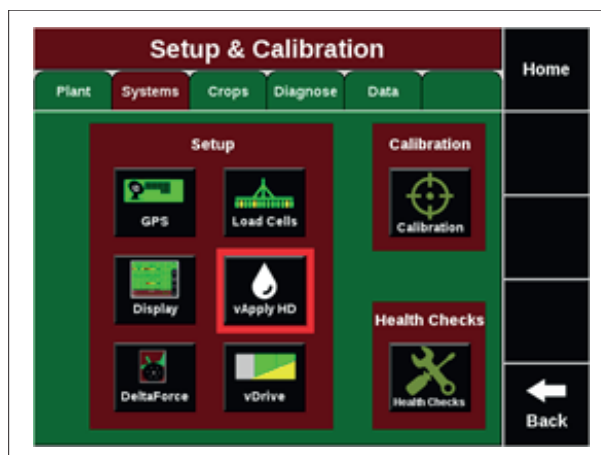 Setup & Calibration
Home
Plant Systems Crops Diagnose Data
Setup
Calibration
GPS
Load Cells
Calibration
Display
vApply HD
Health Checks
DeltaForce
vDrive
Health Checks
Back